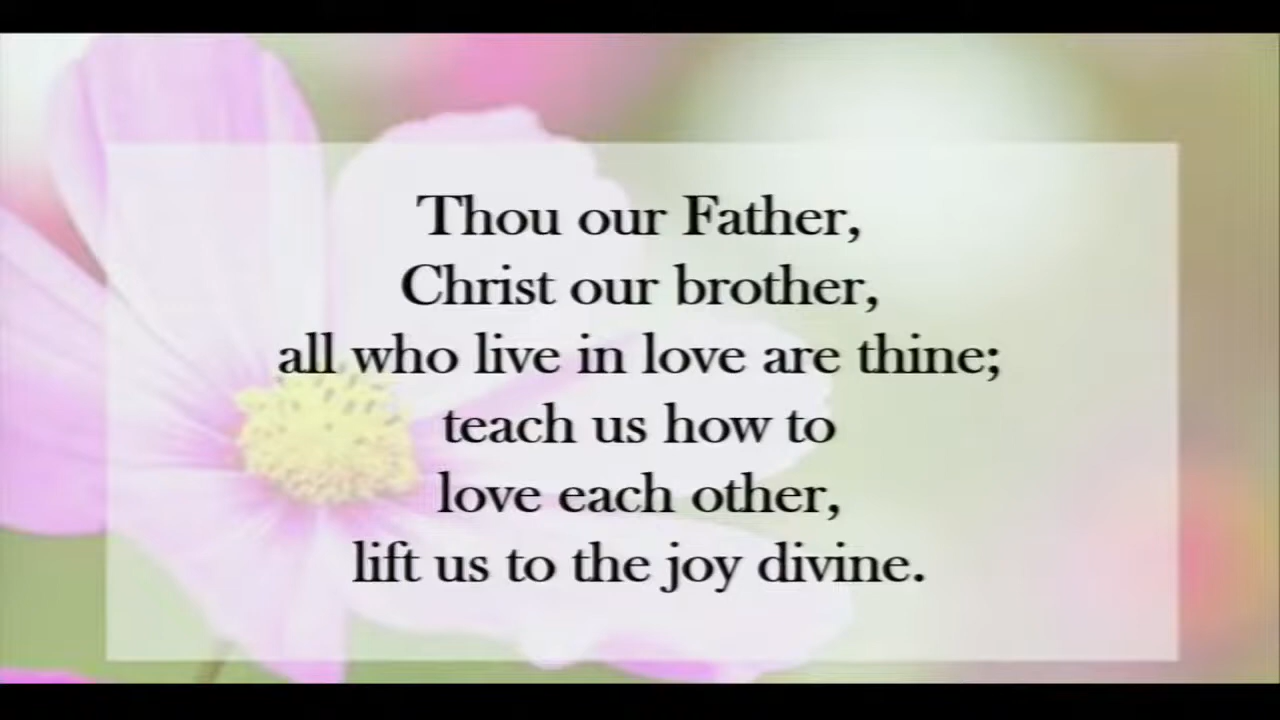 Thou our Father,
Christ our brother,
all who live in love are thine;
teach us how to
love each other,
lift us to the joy divine.